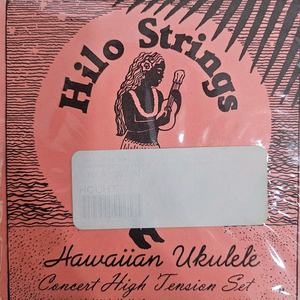 Hilo Strings
Hawaiian Ukulele
Concert High Tension Set